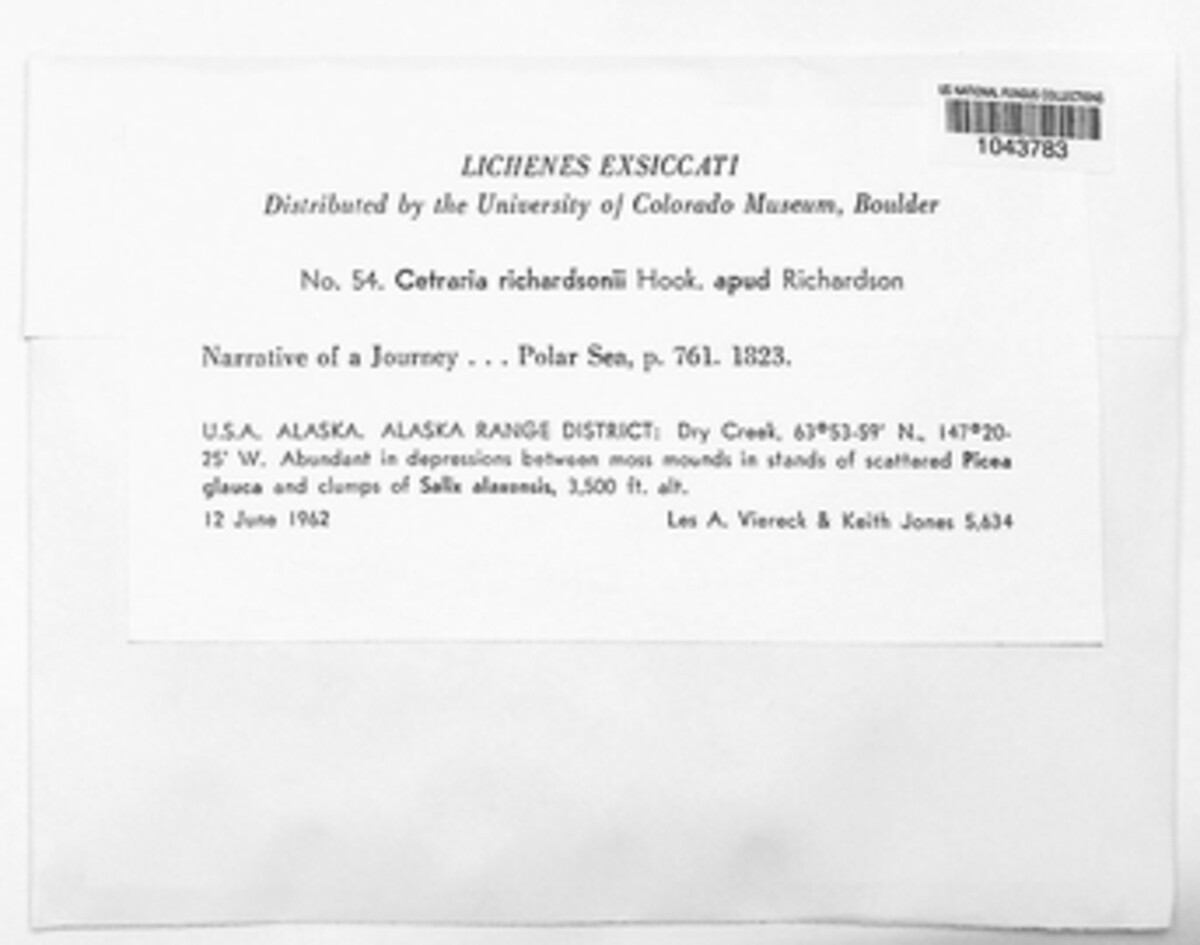 US NATIONAL FUNGUS COLLECTIONS
1043783
LICHENES EXSICCATI
Distributed by the University of Colorado Museum, Boulder
No. 54. Cetraria richardsonii Hook. apud Richardson
Narrative of a Journey . . . Polar Sea, p. 761. 1823.
U.S.A. ALASKA. ALASKA RANGE DISTRICT: Dry Creek, 63°53-59' N., 147°20-
25' W. Abundant in depressions between moss mounds in stands of scattered Picea
glauca and clumps of Salix alaxensis, 3,500 ft. alt.
12 June 1962 Les A. Viereck & Keith Jones 5,634